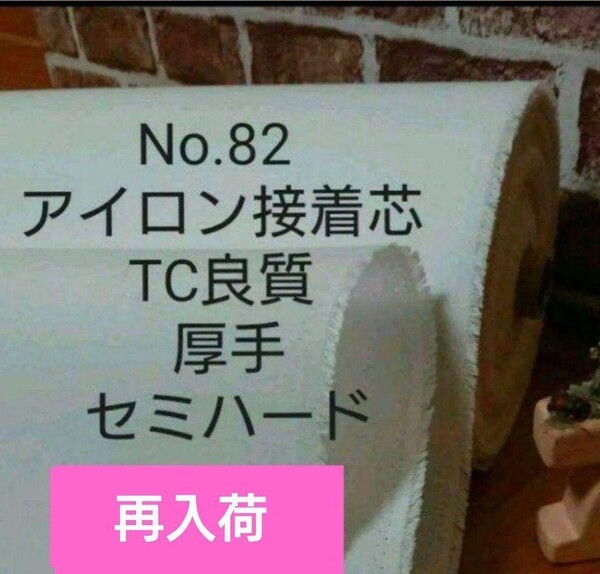 No.82
アイロン接着芯
TC良質
厚手
セミハード
再入荷